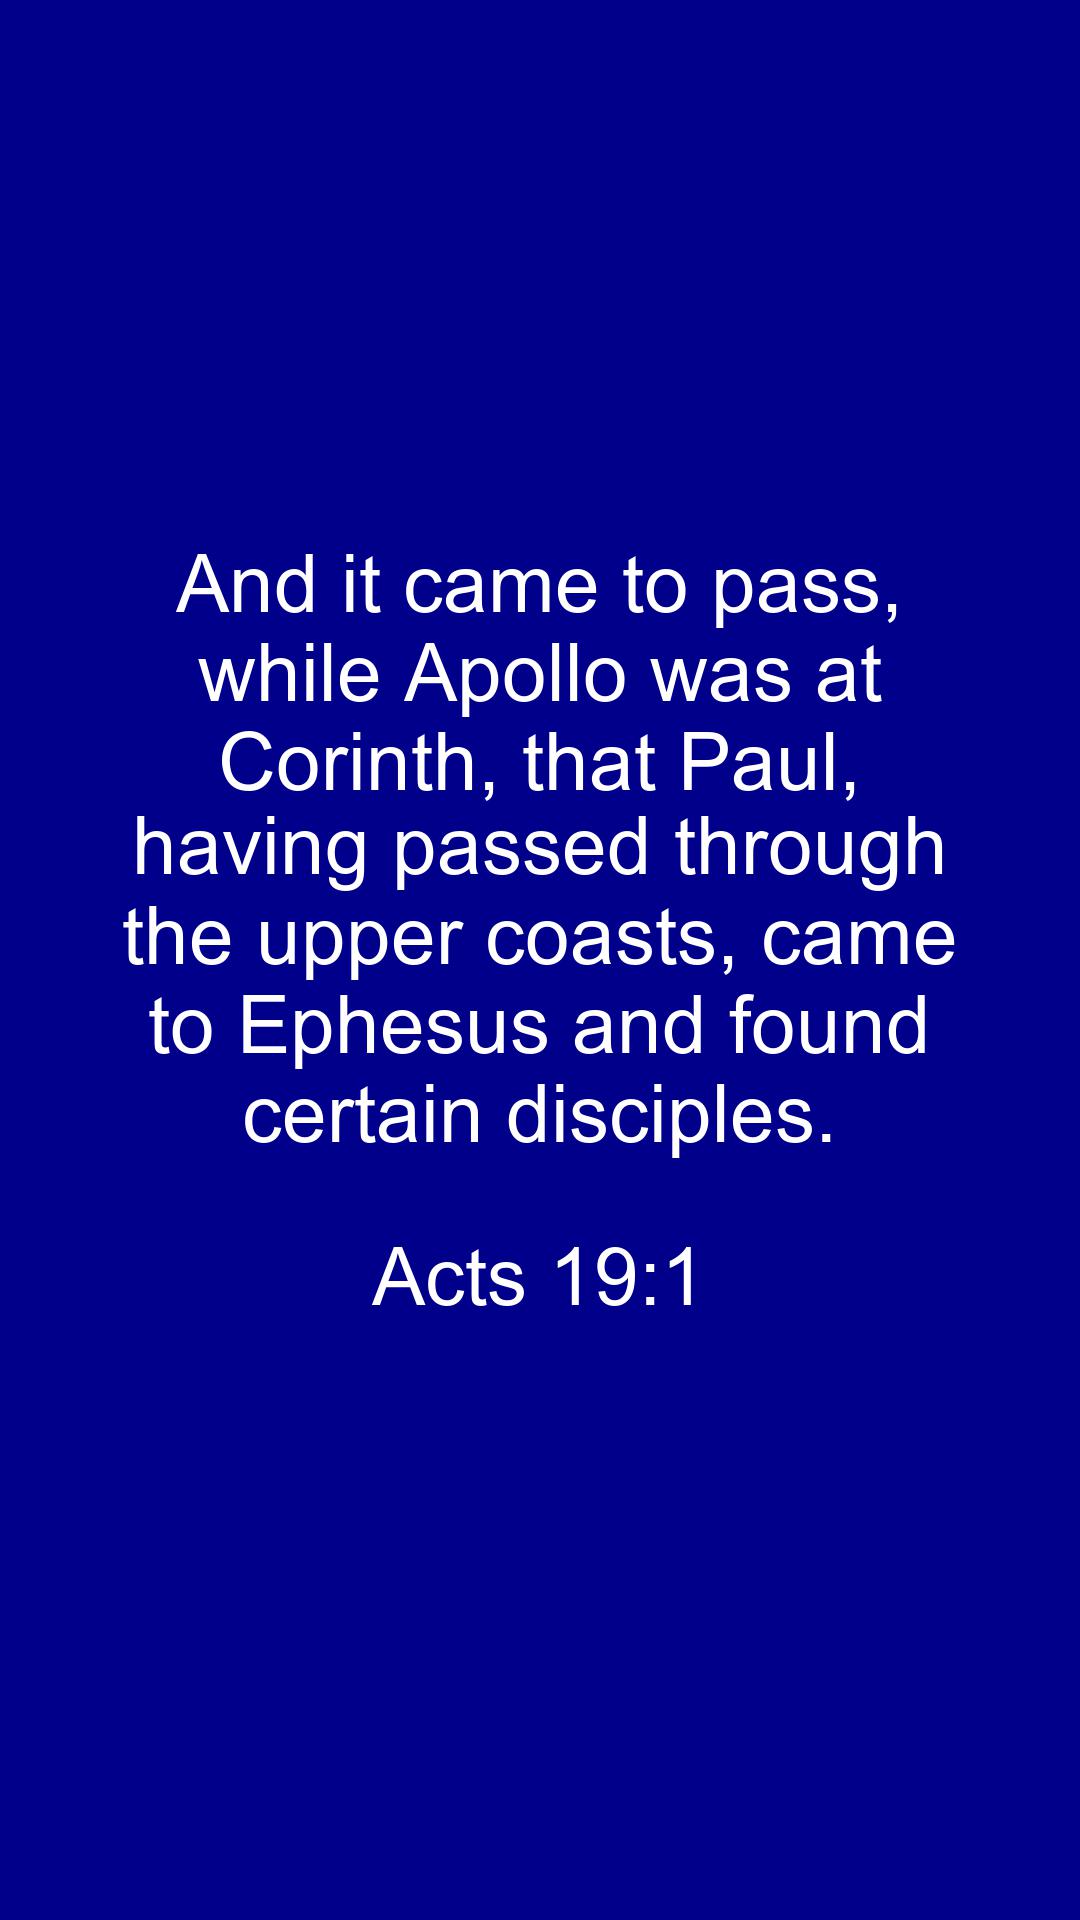 And it came to pass,
while Apollo was at
Corinth, that Paul,
having passed through
the upper coasts, came
to Ephesus and found
certain disciples.
Acts 19:1